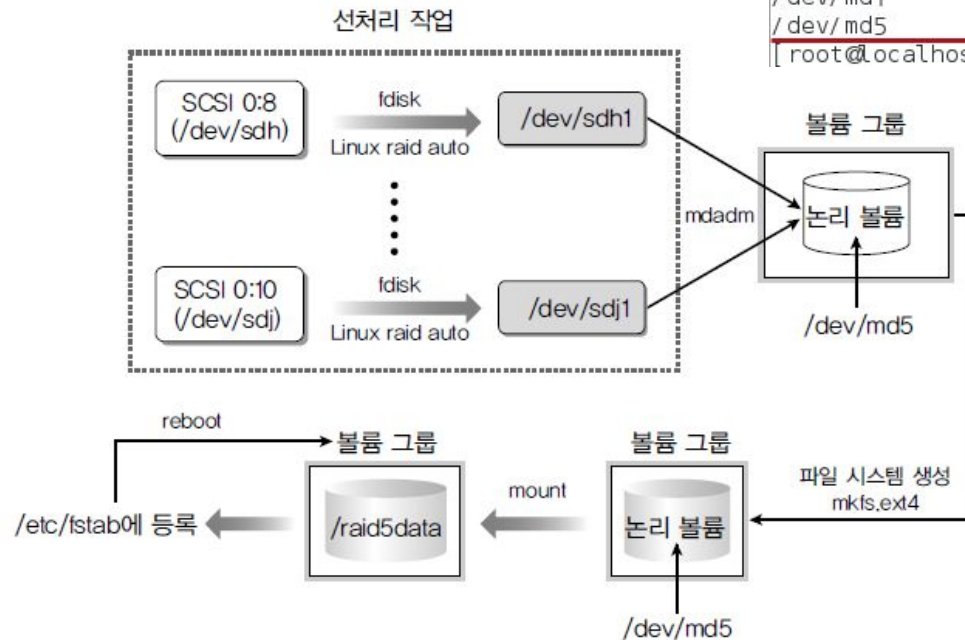 선처리 작업
/dev/md5
[root@localhos
SCSI 0:8
(/dev/sdh)
fdisk
Linux raid auto
/dev/sdh1
볼륨 그룹
mdadm
논리 볼륨
SCSI 0:10
(/dev/sdj)
fdisk
Linux raid auto
/dev/sdj1
/dev/md5
reboot
볼륨 그룹
볼륨 그룹
파일 시스템 생성
mkfs.ext4
/etc/fstab에 등록
/raid5data
mount
논리 볼륨
/dev/md5